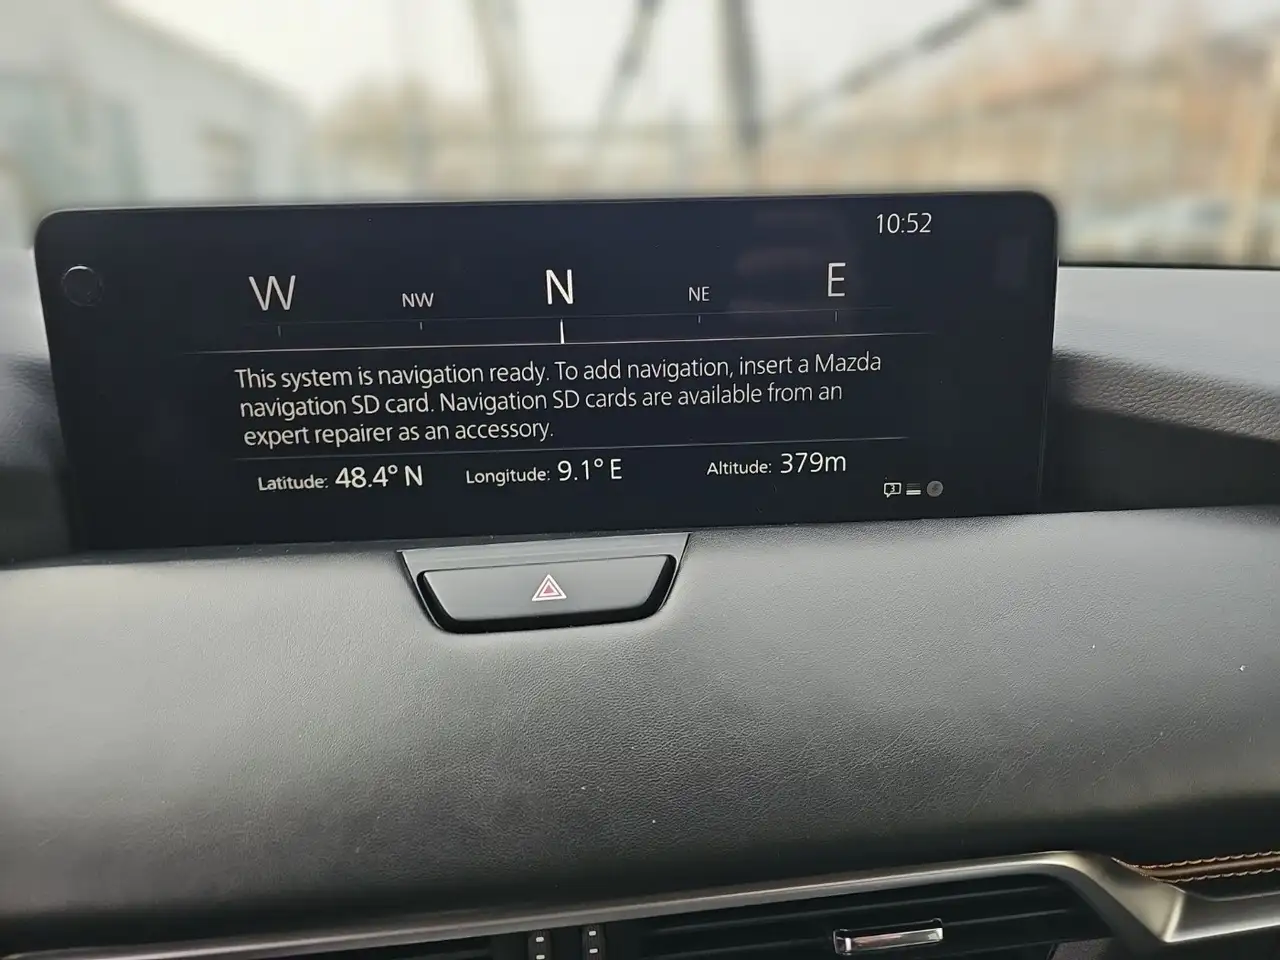 10:52
W NW N NE E
This system is navigation ready. To add navigation, insert a Mazda
navigation SD card. Navigation SD cards are available from an
expert repairer as an accessory.
Latitude: 48.4° N Longitude: 9.1° E Altitude: 379m
3